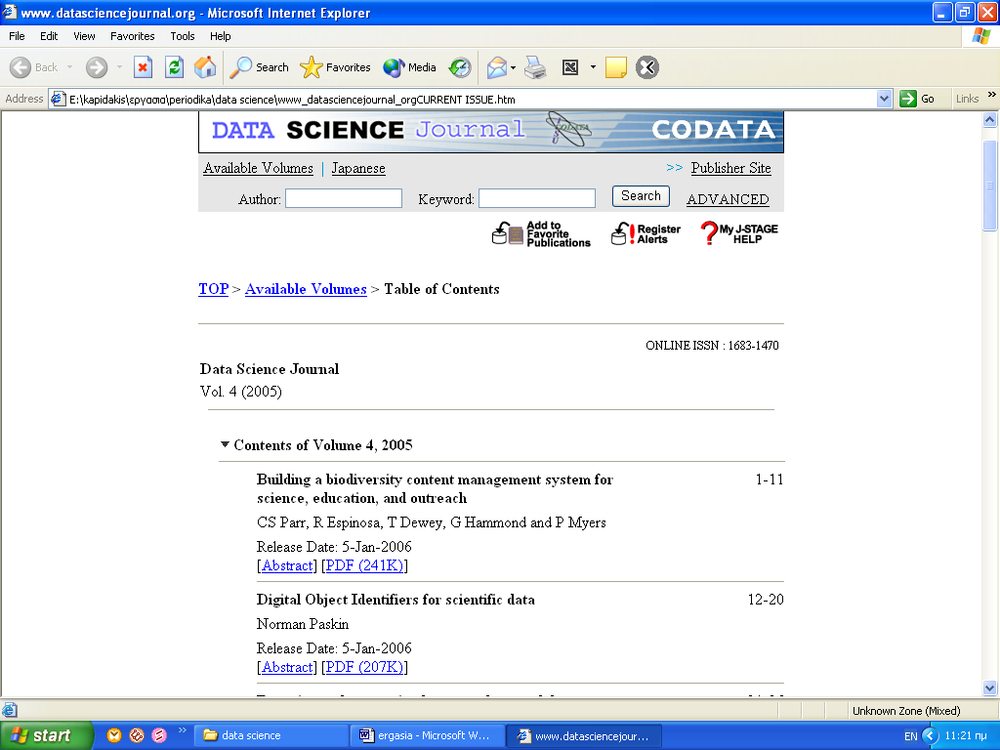 www.datasciencejournal.org - Microsoft Internet Explorer
File Edit View Favorites Tools Help
Back Search Favorites Media
Address E:\kapidakis\εργασια\periodika\data science\www_datasciencejournal_orgCURRENT ISSUE.htm Go Links »
DATA SCIENCE Journal CODATA
Available Volumes | Japanese >> Publisher Site
Author: Keyword: Search ADVANCED
Add to Favorite Publications
Register Alerts
My J-STAGE HELP
TOP > Available Volumes > Table of Contents
ONLINE ISSN : 1683-1470
Data Science Journal
Vol. 4 (2005)
Contents of Volume 4, 2005
Building a biodiversity content management system for 1-11
science, education, and outreach
CS Parr, R Espinosa, T Dewey, G Hammond and P Myers
Release Date: 5-Jan-2006
[Abstract] [PDF (241K)]
Digital Object Identifiers for scientific data 12-20
Norman Paskin
Release Date: 5-Jan-2006
[Abstract] [PDF (207K)]
Unknown Zone (Mixed)
start » data science ergasia - Microsoft W... www.datasciencejour... EN 11:21 πμ